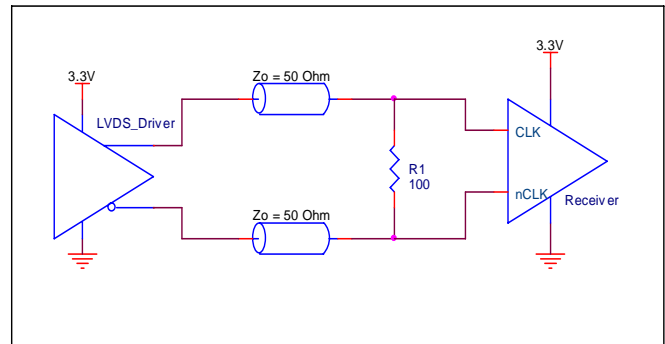 3.3V
Zo = 50 Ohm
3.3V
LVDS_Driver
CLK
R1
100
nCLK
Receiver
Zo = 50 Ohm